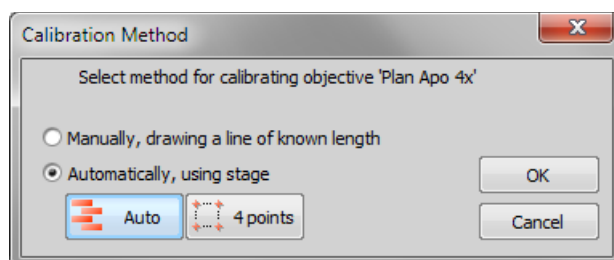 Calibration Method
Select method for calibrating objective 'Plan Apo 4x'
Manually, drawing a line of known length
Automatically, using stage
OK
Auto
4 points
Cancel